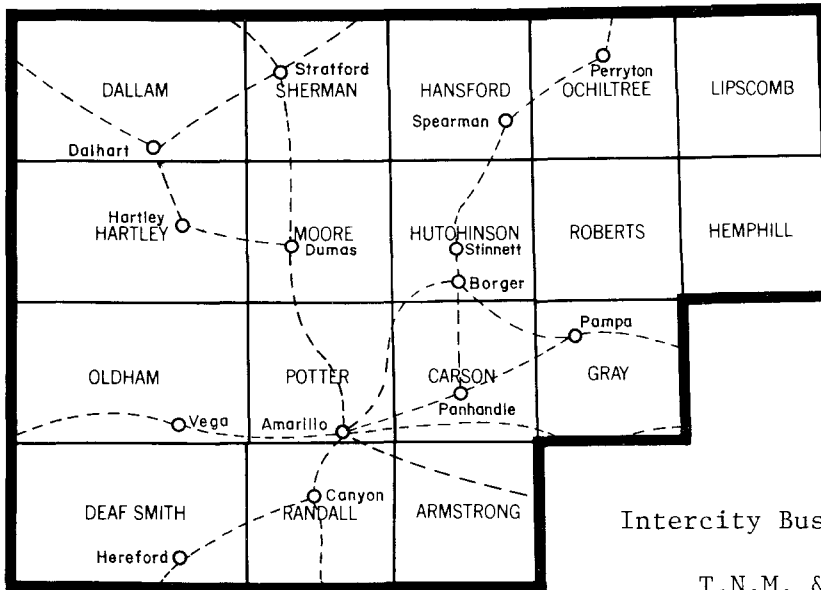 Stratford
DALLAM
SHERMAN
HANSFORD
Perryton
OCHILTREE
LIPSCOMB
Spearman
Dalhart
Hartley
HARTLEY
MOORE
Dumas
HUTCHINSON
Stinnett
ROBERTS
HEMPHILL
Borger
Pampa
OLDHAM
POTTER
CARSON
GRAY
Panhandle
Vega
Amarillo
Canyon
DEAF SMITH
RANDALL
ARMSTRONG
Hereford
Intercity Bus
T.N.M. &